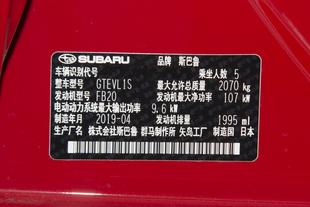 SUBARU 品牌 斯巴鲁
车辆识别代号 乘坐人数 5
整车型号 GTEVL1S 最大允许总质量 2070 kg
发动机型号 FB20 发动机最大净功率 107 kW
电动动力系统最大输出功率 9.6 kW
制造年月 2019-04 发动机排量 1995 ml
生产厂名 株式会社斯巴鲁 群马制作所 矢岛工厂 制造国 日本